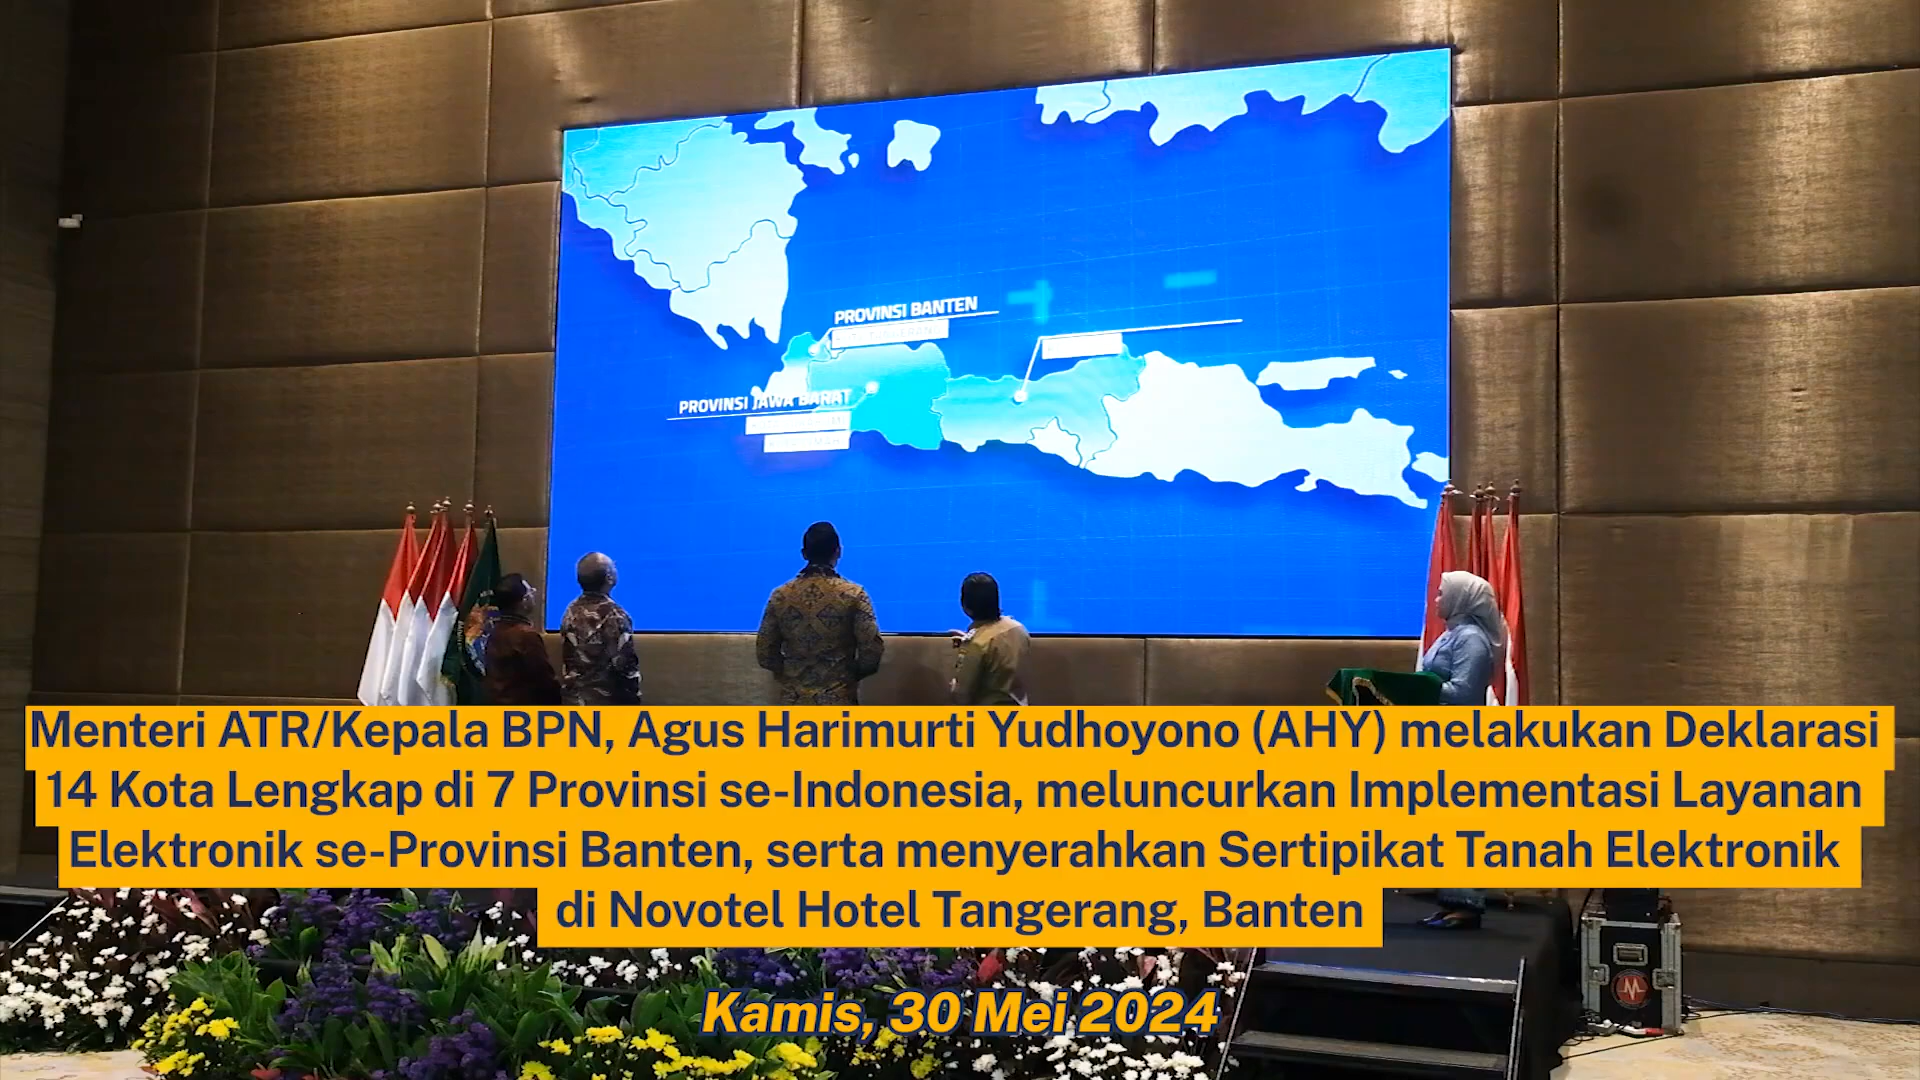 PROVINSI BANTEN
PROVINSI JAWA BARAT
Menteri ATR/Kepala BPN, Agus Harimurti Yudhoyono (AHY) melakukan Deklarasi
14 Kota Lengkap di 7 Provinsi se-Indonesia, meluncurkan Implementasi Layanan
Elektronik se-Provinsi Banten, serta menyerahkan Sertipikat Tanah Elektronik
di Novotel Hotel Tangerang, Banten
Kamis, 30 Mei 2024